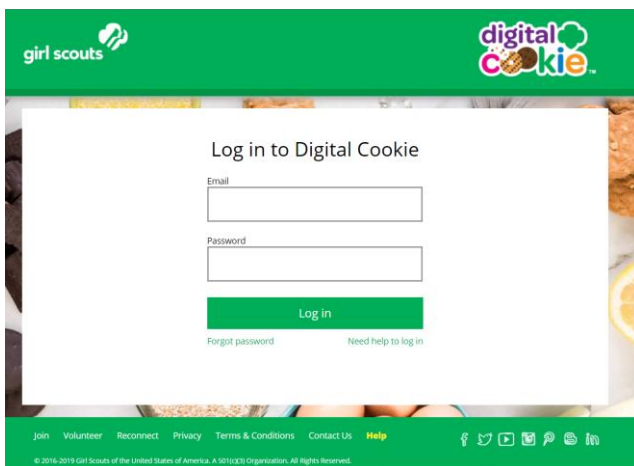 girl scouts
digital
cookie™
Log in to Digital Cookie
Email
Password
Log in
Forgot password Need help to log in
Join Volunteer Reconnect Privacy Terms & Conditions Contact Us Help
© 2016-2019 Girl Scouts of the United States of America. A 501(c)(3) Organization. All Rights Reserved.